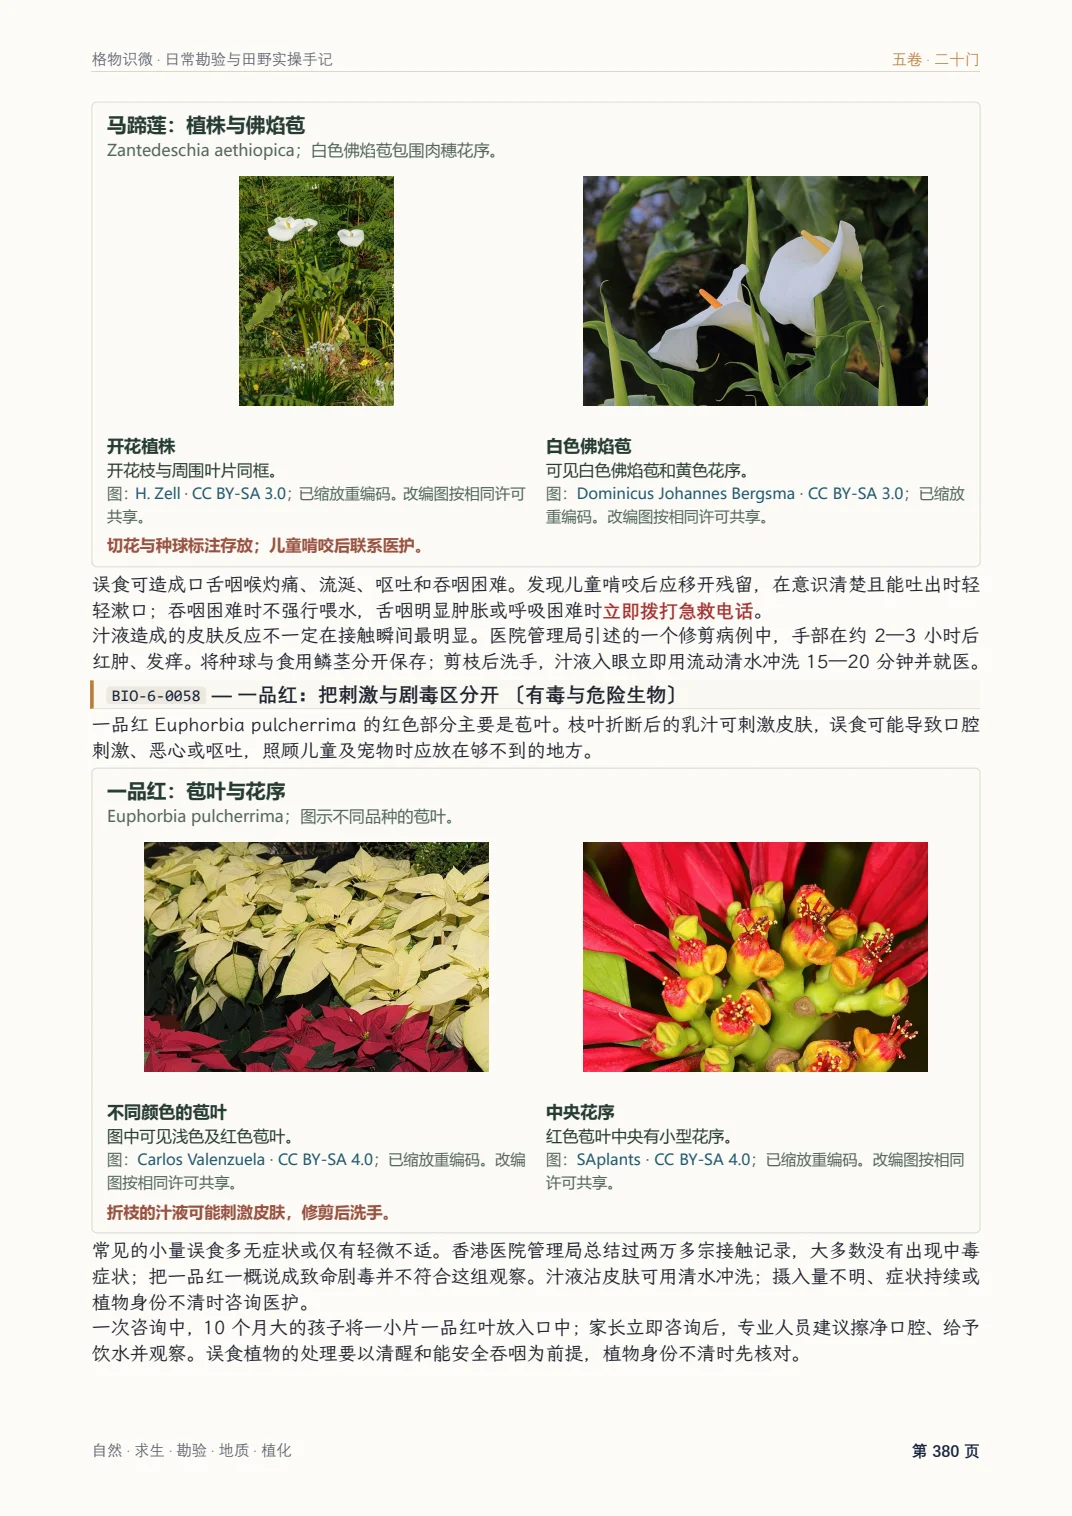 格物识微 · 日常勘验与田野实操手记
五卷 · 二十门
马蹄莲：植株与佛焰苞
Zantedeschia aethiopica；白色佛焰苞包围肉穗花序。
开花植株
开花枝与周围叶片同框。
图：H. Zell · CC BY-SA 3.0；已缩放重编码。改编图按相同许可
共享。
白色佛焰苞
可见白色佛焰苞和黄色花序。
图：Dominicus Johannes Bergsma · CC BY-SA 3.0；已缩放
重编码。改编图按相同许可共享。
切花与种球标注存放；儿童啃咬后联系医护。
误食可造成口舌咽喉灼痛、流涎、呕吐和吞咽困难。发现儿童啃咬后应移开残留，在意识清楚且能吐出时轻
轻漱口；吞咽困难时不强行喂水，舌咽明显肿胀或呼吸困难时立即拨打急救电话。
汁液造成的皮肤反应不一定在接触瞬间最明显。医院管理局引述的一个修剪病例中，手部在约 2—3 小时后
红肿、发痒。将种球与食用鳞茎分开保存；剪枝后洗手，汁液入眼立即用流动清水冲洗 15—20 分钟并就医。
BIO-6-0058 — 一品红：把刺激与剧毒区分开 〔有毒与危险生物〕
一品红 Euphorbia pulcherrima 的红色部分主要是苞叶。枝叶折断后的乳汁可刺激皮肤，误食可能导致口腔
刺激、恶心或呕吐，照顾儿童及宠物时应放在够不到的地方。
一品红：苞叶与花序
Euphorbia pulcherrima；图示不同品种的苞叶。
不同颜色的苞叶
图中可见浅色及红色苞叶。
图：Carlos Valenzuela · CC BY-SA 4.0；已缩放重编码。改编
图按相同许可共享。
中央花序
红色苞叶中央有小型花序。
图：SAplants · CC BY-SA 4.0；已缩放重编码。改编图按相同
许可共享。
折枝的汁液可能刺激皮肤，修剪后洗手。
常见的小量误食多无症状或仅有轻微不适。香港医院管理局总结过两万多宗接触记录，大多数没有出现中毒
症状；把一品红一概说成致命剧毒并不符合这组观察。汁液沾皮肤可用清水冲洗；摄入量不明、症状持续或
植物身份不清时咨询医护。
一次咨询中，10 个月大的孩子将一小片一品红叶放入口中；家长立即咨询后，专业人员建议擦净口腔、给予
饮水并观察。误食植物的处理要以清醒和能安全吞咽为前提，植物身份不清时先核对。
自然 · 求生 · 勘验 · 地质 · 植化
第 380 页